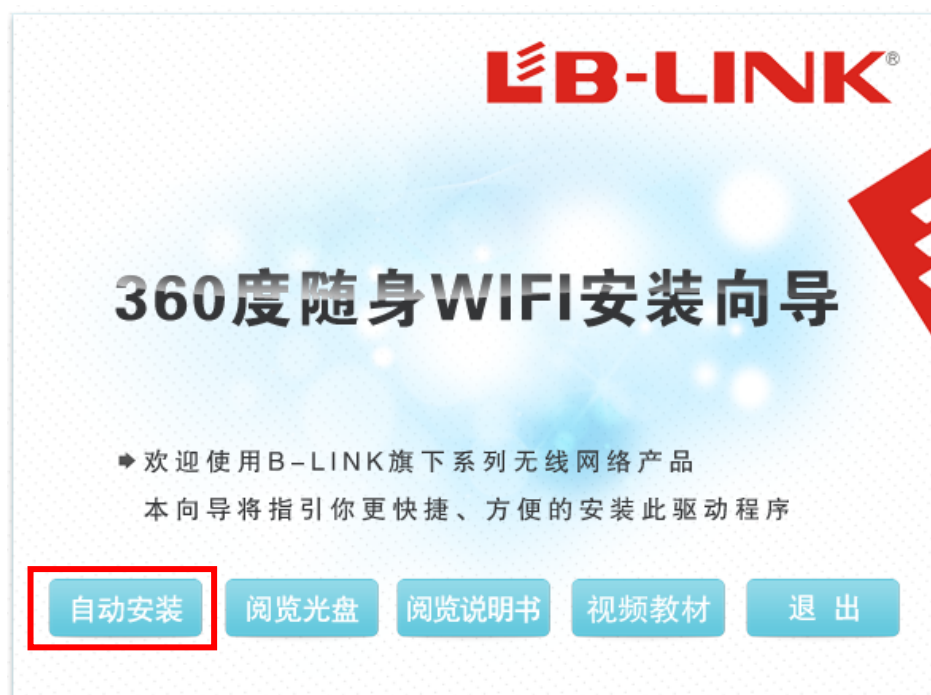 LB-LINK®
360度随身WIFI安装向导
欢迎使用B-LINK旗下系列无线网络产品
本向导将指引你更快捷、方便的安装此驱动程序
自动安装 阅览光盘 阅览说明书 视频教材 退出